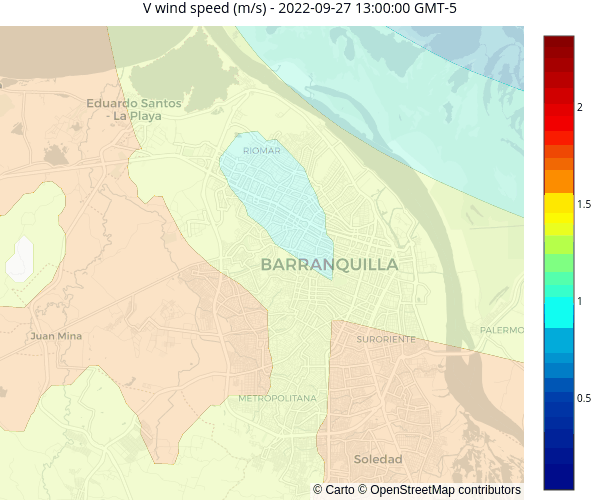 V wind speed (m/s) - 2022-09-27 13:00:00 GMT-5
Eduardo Santos
- La Playa
RIOMAR
BARRANQUILLA
Juan Mina
SURORIENTE
PALERMO
METROPOLITANA
Soledad
2
1.5
1
0.5
© Carto © OpenStreetMap contributors